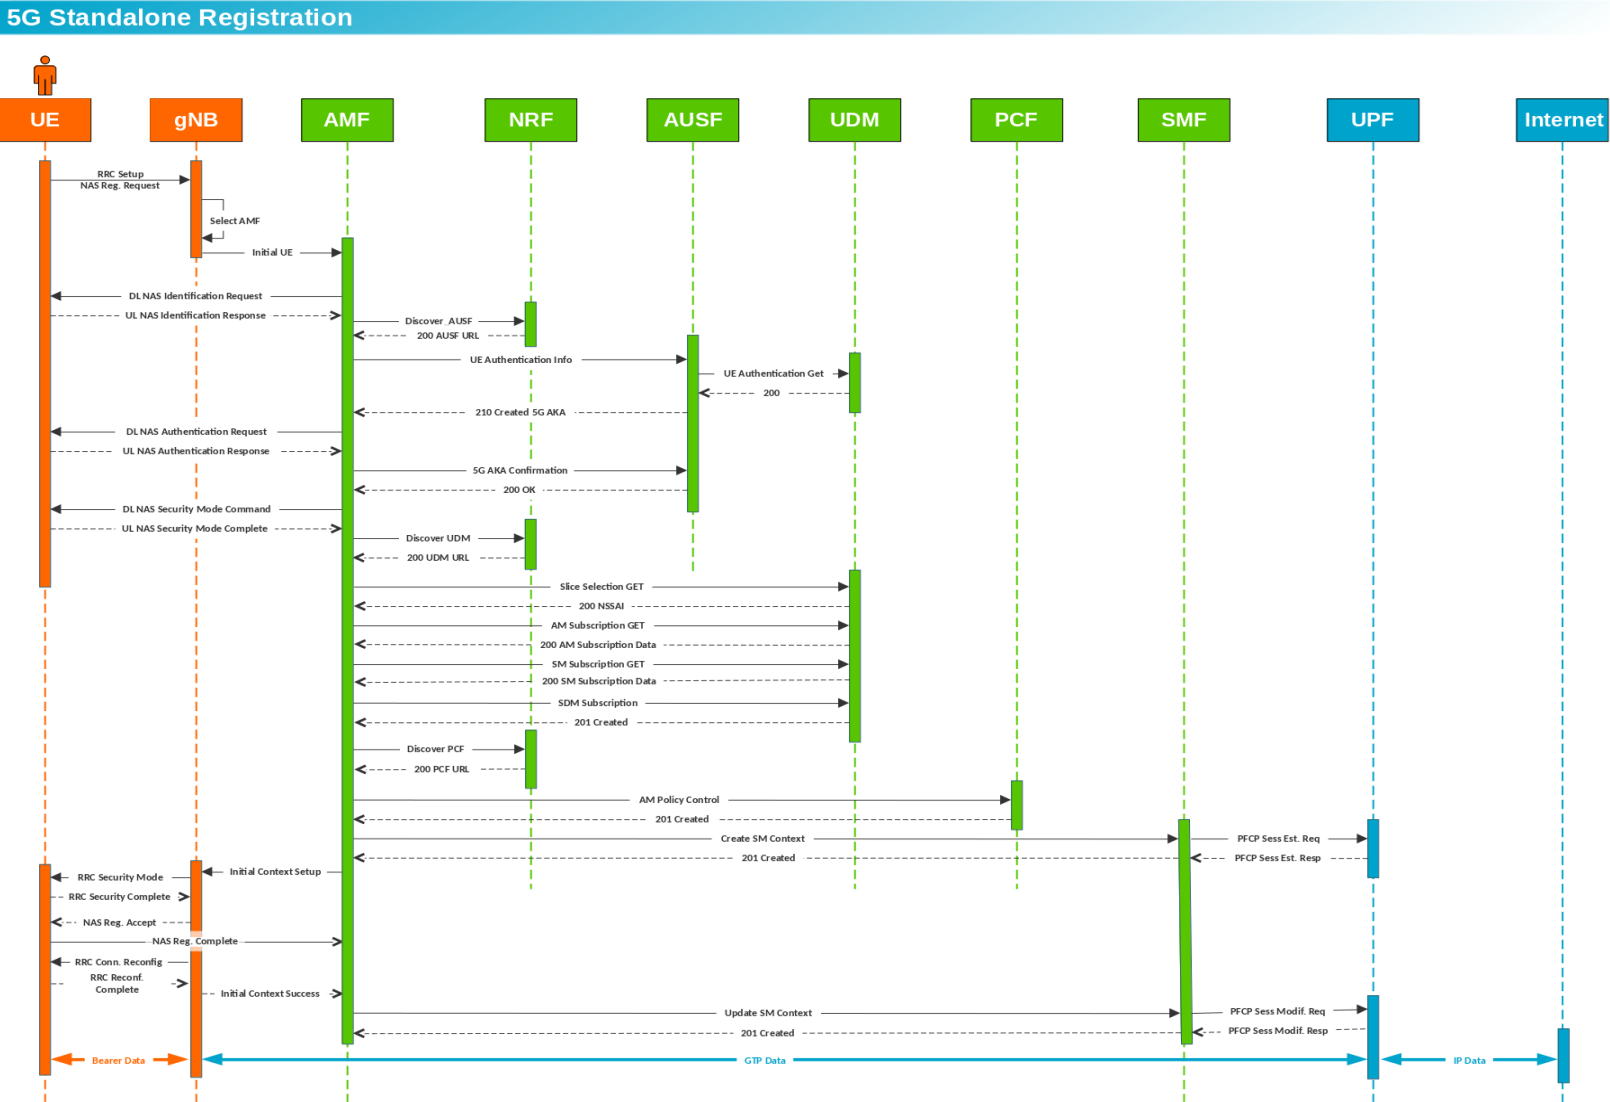 5G Standalone Registration
UE
gNB
AMF
NRF
AUSF
UDM
PCF
SMF
UPF
Internet
RRC Setup
NAS Reg. Request
Select AMF
Initial UE
DL NAS Identification Request
UL NAS Identification Response
Discover AUSF
200 AUSF URL
UE Authentication Info
UE Authentication Get
200
210 Created 5G AKA
DL NAS Authentication Request
UL NAS Authentication Response
5G AKA Confirmation
200 OK
DL NAS Security Mode Command
UL NAS Security Mode Complete
Discover UDM
200 UDM URL
Slice Selection GET
200 NSSAI
AM Subscription GET
200 AM Subscription Data
SM Subscription GET
200 SM Subscription Data
SDM Subscription
201 Created
Discover PCF
200 PCF URL
AM Policy Control
201 Created
Create SM Context
PFCP Sess Est. Req
201 Created
PFCP Sess Est. Resp
Initial Context Setup
RRC Security Mode
RRC Security Complete
NAS Reg. Accept
NAS Reg. Complete
RRC Conn. Reconfig
RRC Reconf.
Complete
Initial Context Success
Update SM Context
PFCP Sess Modif. Req
201 Created
PFCP Sess Modif. Resp
Bearer Data
GTP Data
IP Data